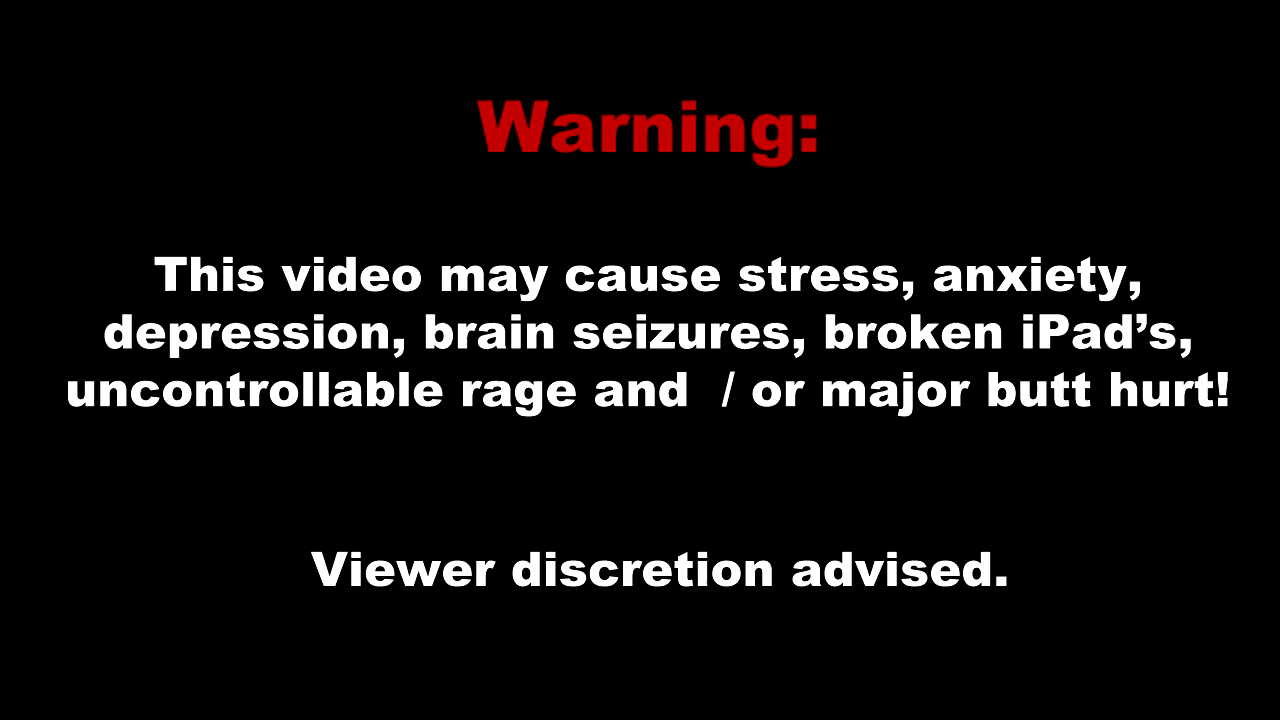 Warning:
This video may cause stress, anxiety,
depression, brain seizures, broken iPad’s,
uncontrollable rage and  / or major butt hurt!
Viewer discretion advised.